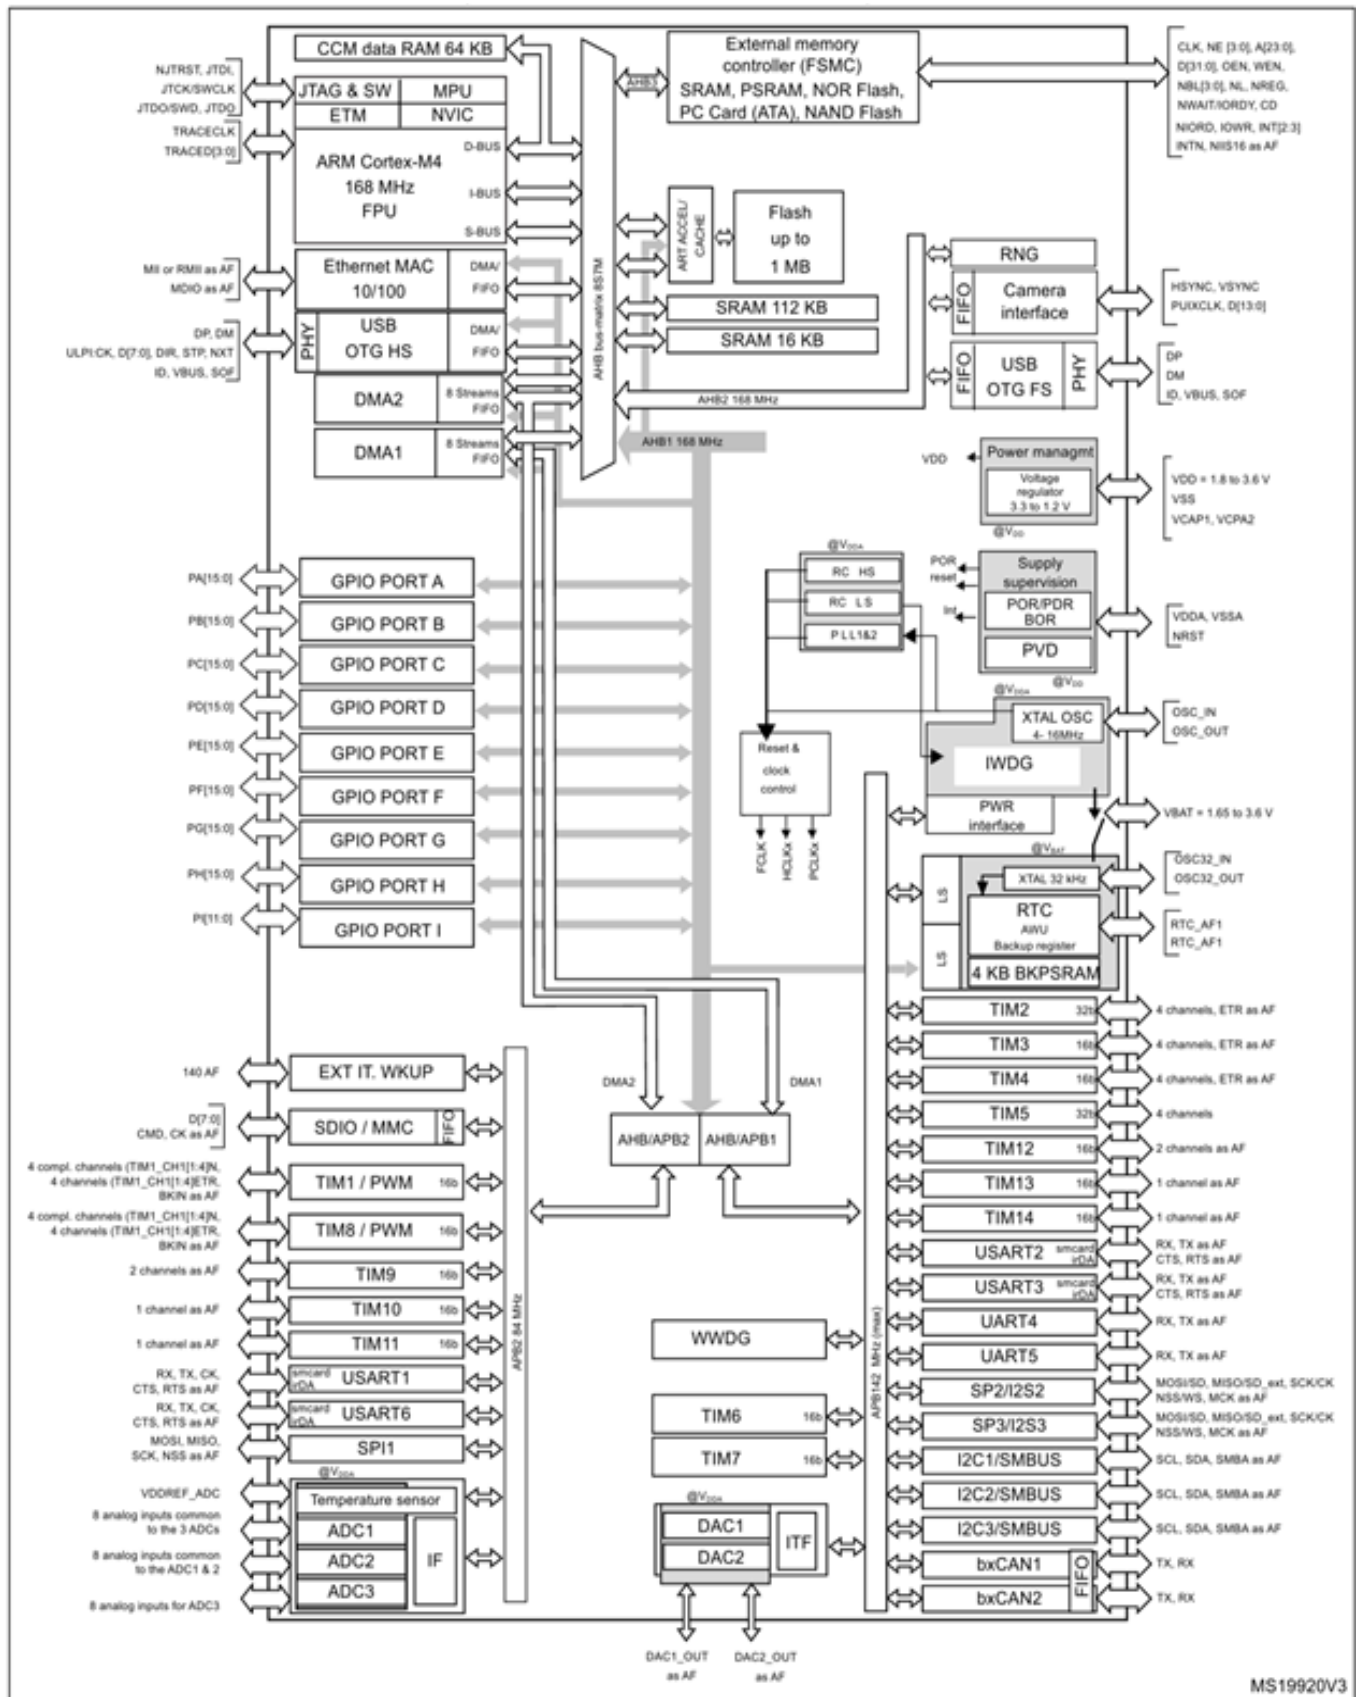 CCM data RAM 64 KB
External memory
controller (FSMC)
SRAM, PSRAM, NOR Flash,
PC Card (ATA), NAND Flash
AHB3
CLK, NE [3:0], A[23:0],
D[31:0], OEN, WEN,
NBL[3:0], NL, NREG,
NWAIT/IORDY, CD
NIORD, IOWR, INT[2:3]
INTN, NIIS16 as AF
NJTRST, JTDI,
JTCK/SWCLK
JTDO/SWD, JTDO
TRACECLK
TRACED[3:0]
JTAG & SW
MPU
ETM
NVIC
ARM Cortex-M4
168 MHz
FPU
D-BUS
I-BUS
S-BUS
AHB bus-matrix 8S7M
ART ACCEL/
CACHE
Flash
up to
1 MB
SRAM 112 KB
SRAM 16 KB
AHB2 168 MHz
AHB1 168 MHz
MII or RMII as AF
MDIO as AF
Ethernet MAC
10/100
DMA/
FIFO
DP, DM
ULPI:CK, D[7:0], DIR, STP, NXT
ID, VBUS, SOF
PHY
USB
OTG HS
DMA/
FIFO
DMA2
8 Streams
FIFO
DMA1
8 Streams
FIFO
RNG
FIFO
Camera
interface
HSYNC, VSYNC
PUIXCLK, D[13:0]
FIFO
USB
OTG FS
PHY
DP
DM
ID, VBUS, SOF
VDD
Power managmt
Voltage
regulator
3.3 to 1.2 V
@VDD
VDD = 1.8 to 3.6 V
VSS
VCAP1, VCPA2
@VDDA
RC HS
RC LS
PLL1&2
POR
reset
Int
Supply
supervision
POR/PDR
BOR
PVD
@VDD
VDDA, VSSA
NRST
@VDDA
XTAL OSC
4- 16MHz
IWDG
OSC_IN
OSC_OUT
Reset &
clock
control
FCLK
HCLKx
PCLKx
PWR
interface
VBAT = 1.65 to 3.6 V
@VBAT
LS
LS
XTAL 32 kHz
RTC
AWU
Backup register
4 KB BKPSRAM
OSC32_IN
OSC32_OUT
RTC_AF1
RTC_AF1
PA[15:0]
GPIO PORT A
PB[15:0]
GPIO PORT B
PC[15:0]
GPIO PORT C
PD[15:0]
GPIO PORT D
PE[15:0]
GPIO PORT E
PF[15:0]
GPIO PORT F
PG[15:0]
GPIO PORT G
PH[15:0]
GPIO PORT H
PI[11:0]
GPIO PORT I
DMA2
DMA1
AHB/APB2
AHB/APB1
140 AF
EXT IT. WKUP
D[7:0]
CMD, CK as AF
SDIO / MMC
FIFO
4 compl. channels (TIM1_CH1[1:4]N,
4 channels (TIM1_CH1[1:4]ETR,
BKIN as AF
TIM1 / PWM 16b
4 compl. channels (TIM1_CH1[1:4]N,
4 channels (TIM1_CH1[1:4]ETR,
BKIN as AF
TIM8 / PWM 16b
2 channels as AF
TIM9 16b
1 channel as AF
TIM10 16b
1 channel as AF
TIM11 16b
RX, TX, CK,
CTS, RTS as AF
smcard
irDA
USART1
RX, TX, CK,
CTS, RTS as AF
smcard
irDA
USART6
MOSI, MISO,
SCK, NSS as AF
SPI1
@VDDA
VDDREF_ADC
Temperature sensor
8 analog inputs common
to the 3 ADCs
ADC1
8 analog inputs common
to the ADC1 & 2
ADC2
8 analog inputs for ADC3
ADC3
IF
APB2 84 MHz
WWDG
TIM6 16b
TIM7 16b
@VDDA
DAC1
DAC2
ITF
DAC1_OUT
as AF
DAC2_OUT
as AF
APB142 MHz (max)
TIM2 32b
4 channels, ETR as AF
TIM3 16b
4 channels, ETR as AF
TIM4 16b
4 channels, ETR as AF
TIM5 32b
4 channels
TIM12 16b
2 channels as AF
TIM13 16b
1 channel as AF
TIM14 16b
1 channel as AF
USART2
smcard
irDA
RX, TX as AF
CTS, RTS as AF
USART3
smcard
irDA
RX, TX as AF
CTS, RTS as AF
UART4
RX, TX as AF
UART5
RX, TX as AF
SP2/I2S2
MOSI/SD, MISO/SD_ext, SCK/CK
NSS/WS, MCK as AF
SP3/I2S3
MOSI/SD, MISO/SD_ext, SCK/CK
NSS/WS, MCK as AF
I2C1/SMBUS
SCL, SDA, SMBA as AF
I2C2/SMBUS
SCL, SDA, SMBA as AF
I2C3/SMBUS
SCL, SDA, SMBA as AF
bxCAN1
TX, RX
bxCAN2
TX, RX
FIFO
MS19920V3